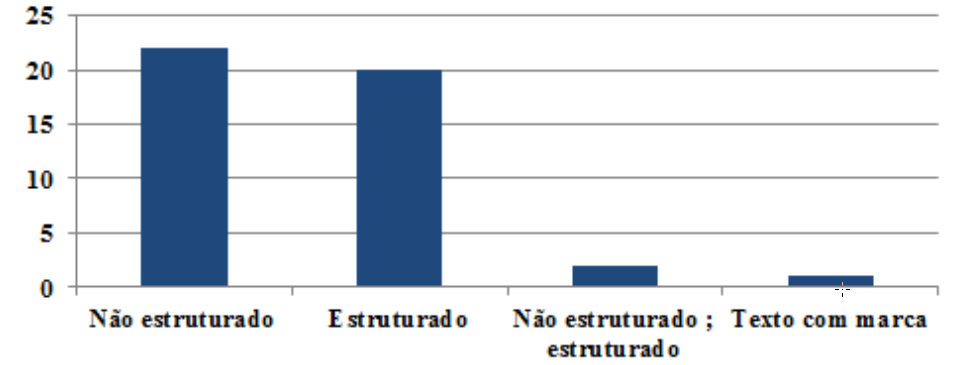 25
20
15
10
5
0
Não estruturado
Estruturado
Não estruturado ;
estruturado
Texto com marca